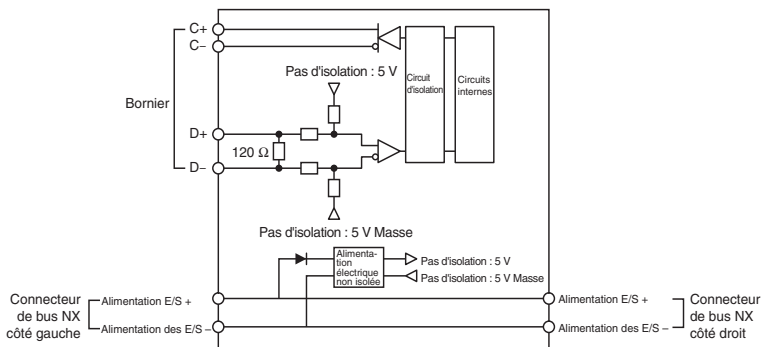 C+
C−
Pas d'isolation : 5 V
Circuit
d'isolation
Circuits
internes
Bornier
D+
120 Ω
D−
Pas d'isolation : 5 V Masse
Alimenta-
tion
électrique
non isolée
Pas d'isolation : 5 V
Pas d'isolation : 5 V Masse
Connecteur
de bus NX
côté gauche
Alimentation E/S +
Alimentation des E/S −
Alimentation E/S +
Alimentation des E/S −
Connecteur
de bus NX
côté droit